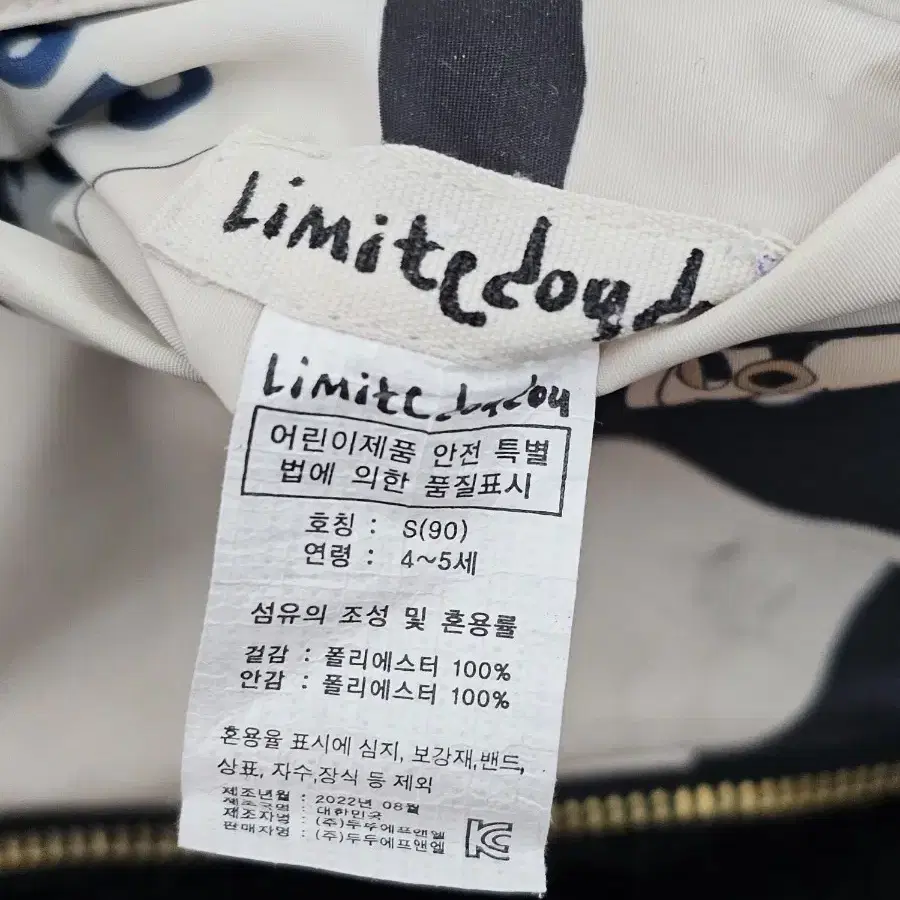 Limitedoudo
Limitedoudou
어린이제품 안전 특별
법에 의한 품질표시
호칭 : S(90)
연령 : 4~5세
섬유의 조성 및 혼용률
겉감 : 폴리에스터 100%
안감 : 폴리에스터 100%
혼용율 표시에 심지, 보강재,밴드,
상표, 자수,장식 등 제외
제조년월 : 2022년 08월
제조국명 : 대한민국
제조자명 : (주)두두에프앤엘
판매자명 : (주)두두에프앤엘
KC